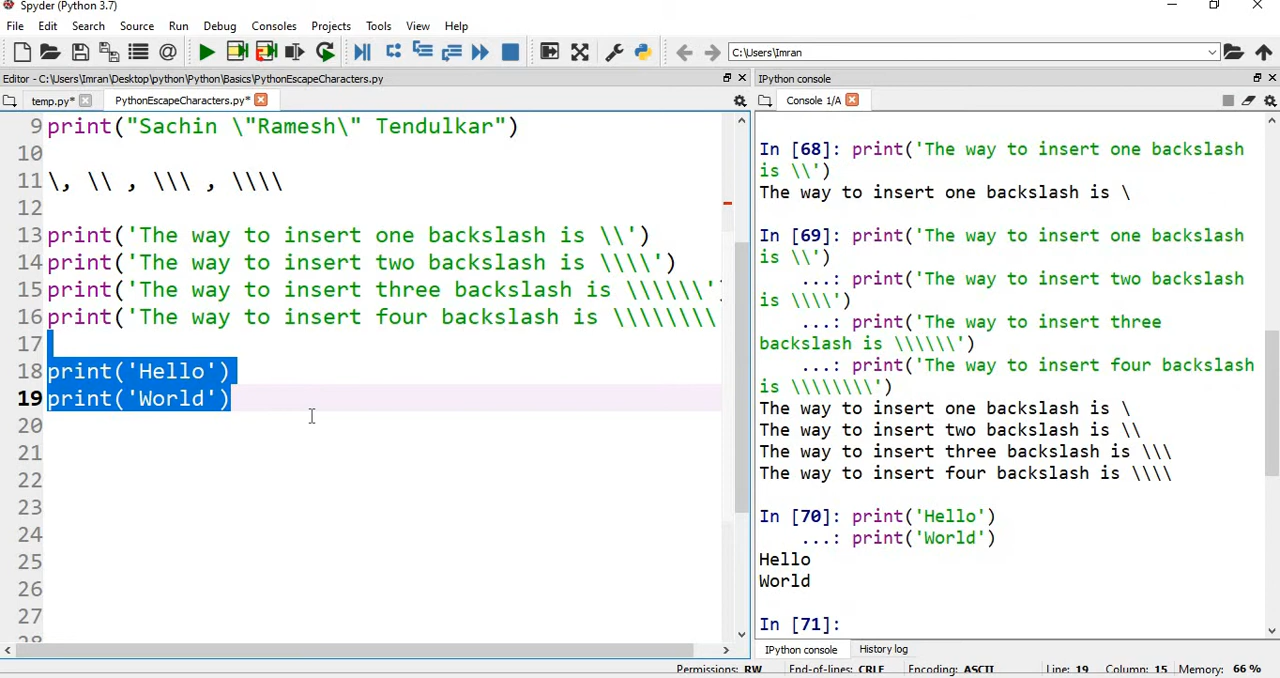 Spyder (Python 3.7)
File Edit Search Source Run Debug Consoles Projects Tools View Help
C:\Users\Imran
Editor - C:\Users\Imran\Desktop\python\Python\Basics\PythonEscapeCharacters.py
temp.py* PythonEscapeCharacters.py*
9 print("Sachin \"Ramesh\" Tendulkar")
10
11 \, \\ , \\\ , \\\\
12
13 print('The way to insert one backslash is \\')
14 print('The way to insert two backslash is \\\\')
15 print('The way to insert three backslash is \\\\\\')
16 print('The way to insert four backslash is \\\\\\\\
17
18 print('Hello')
19 print('World')
20
21
22
23
24
25
26
27
28
IPython console
Console 1/A
In [68]: print('The way to insert one backslash
is \\')
The way to insert one backslash is \
In [69]: print('The way to insert one backslash
is \\')
...: print('The way to insert two backslash
is \\\\')
...: print('The way to insert three
backslash is \\\\\\')
...: print('The way to insert four backslash
is \\\\\\\\')
The way to insert one backslash is \
The way to insert two backslash is \\
The way to insert three backslash is \\\
The way to insert four backslash is \\\\
In [70]: print('Hello')
...: print('World')
Hello
World
In [71]:
IPython console History log
Permissions: RW End-of-lines: CRLF Encoding: ASCII Line: 19 Column: 15 Memory: 66 %